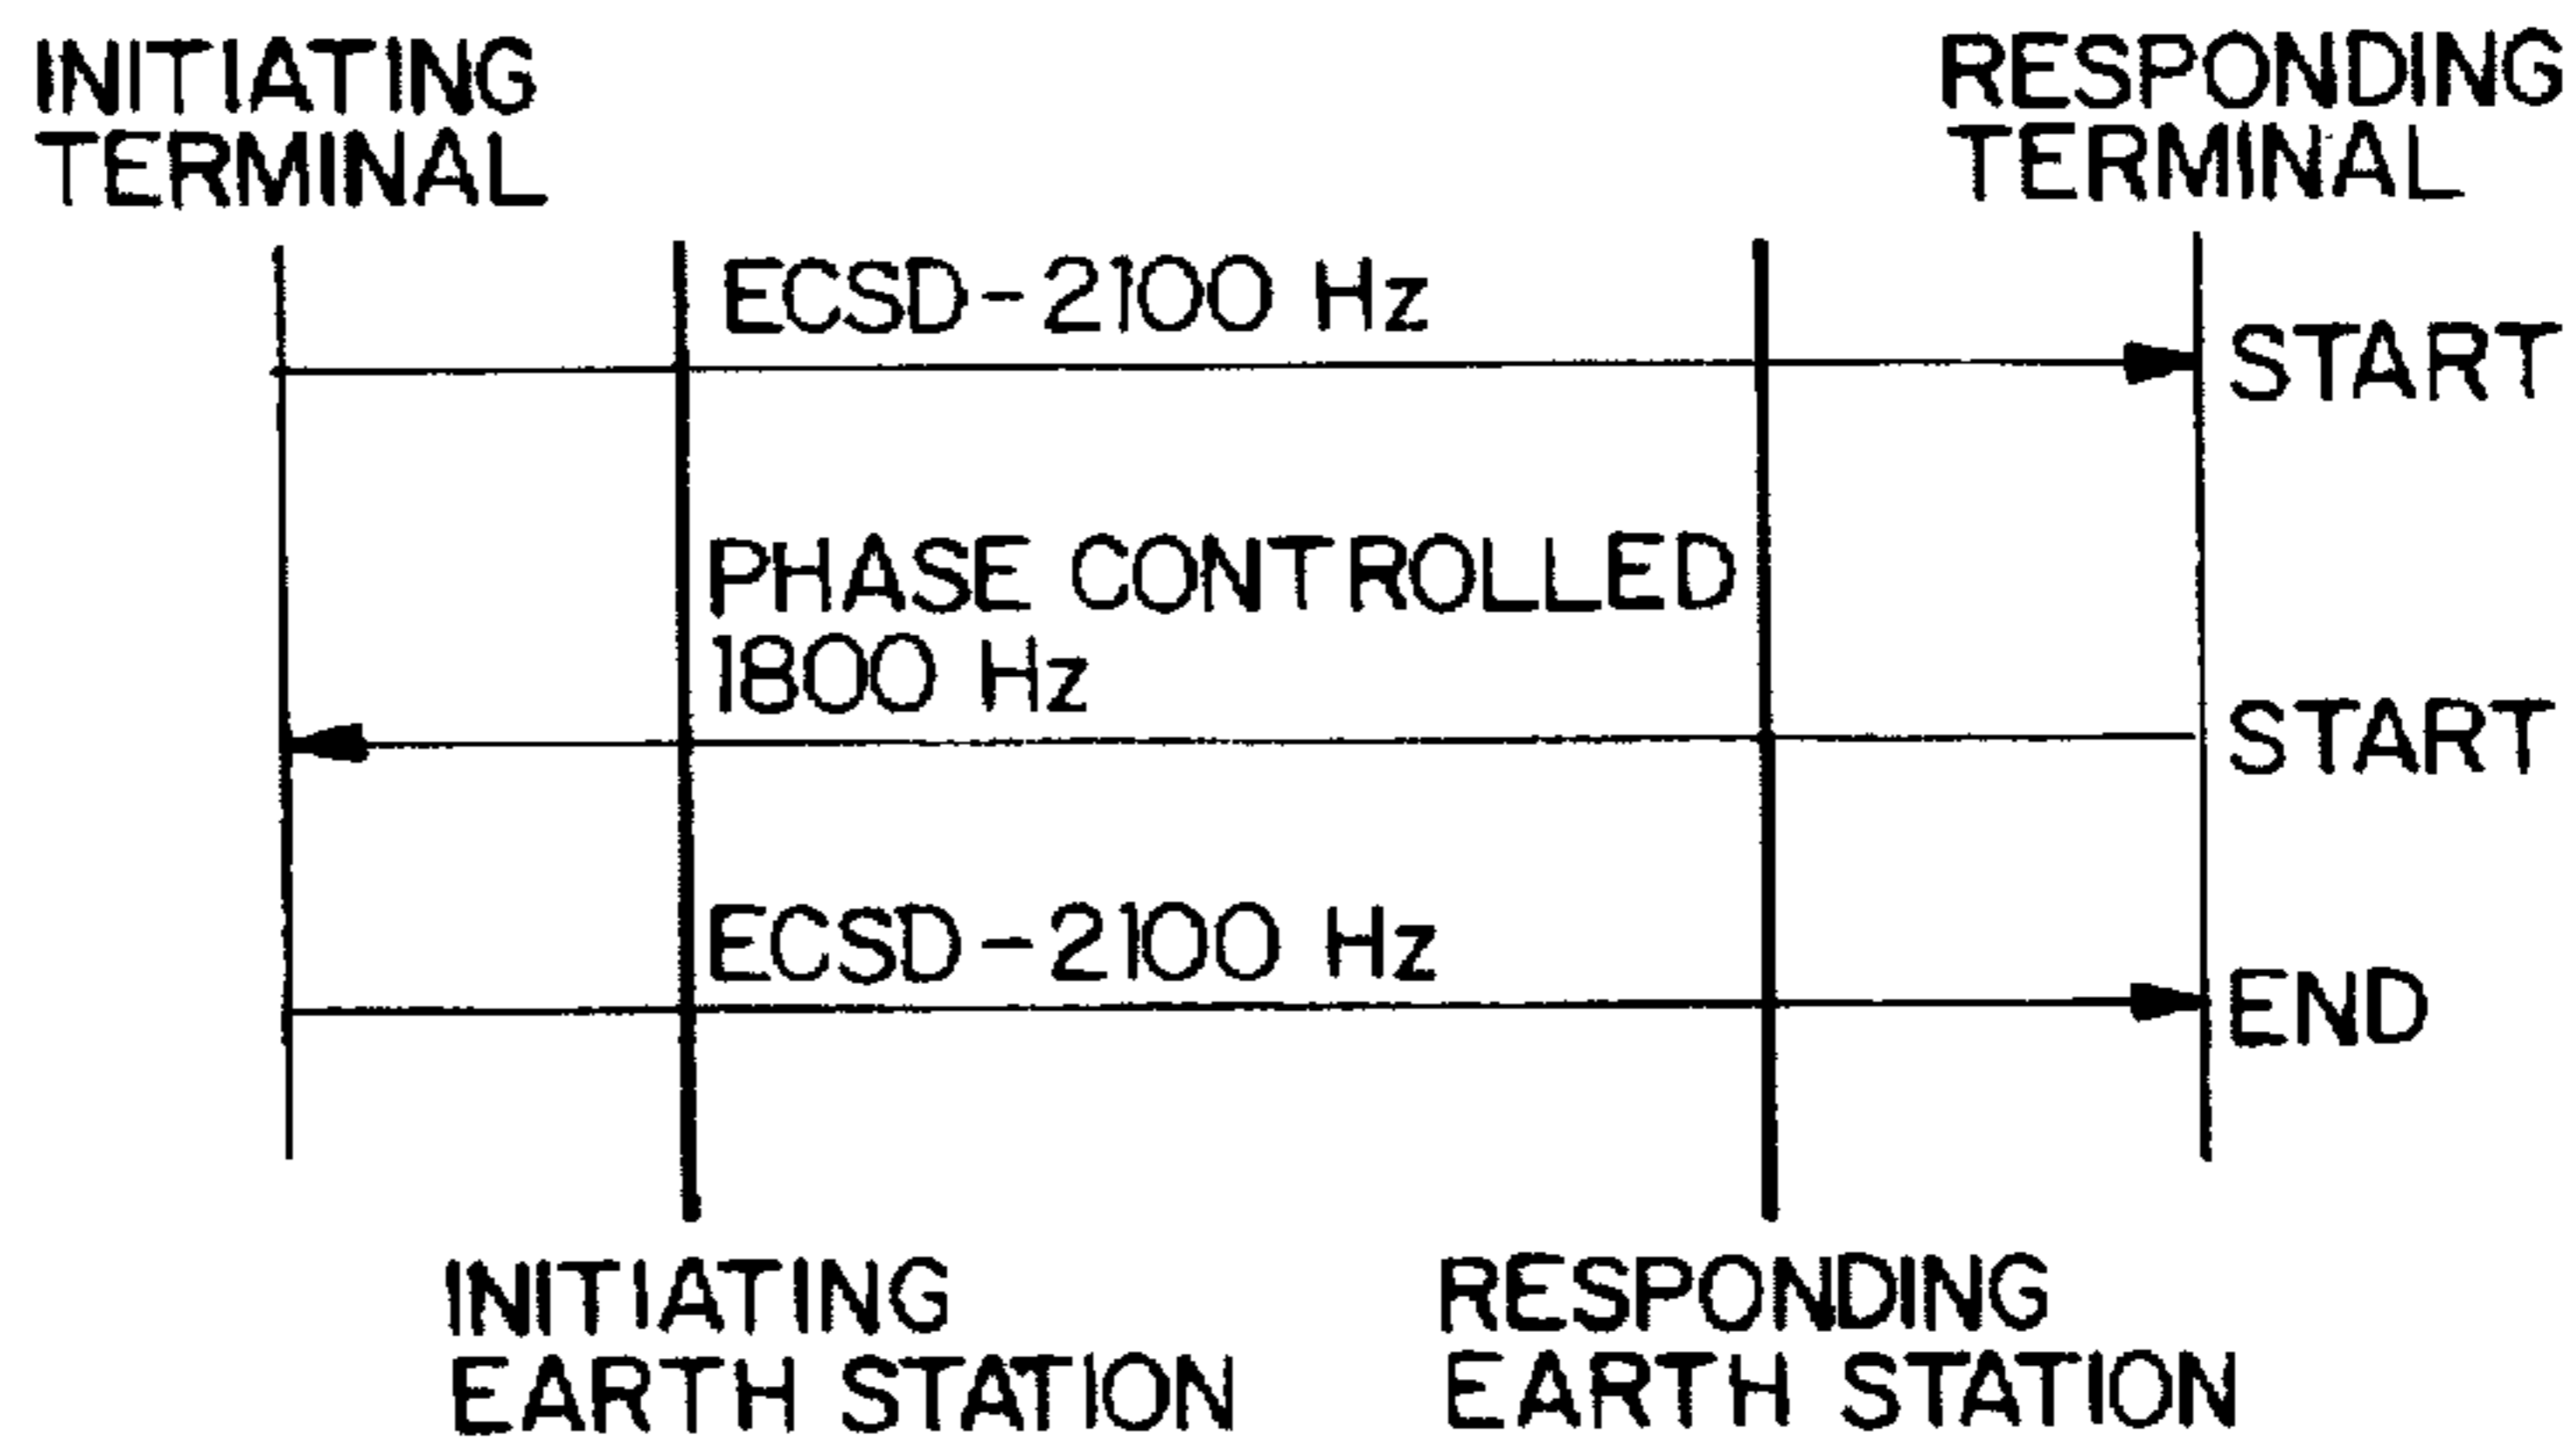 INITIATING
TERMINAL
RESPONDING
TERMINAL
ECSD-2100 Hz
START
PHASE CONTROLLED
1800 Hz
START
ECSD-2100 Hz
END
INITIATING
EARTH STATION
RESPONDING
EARTH STATION